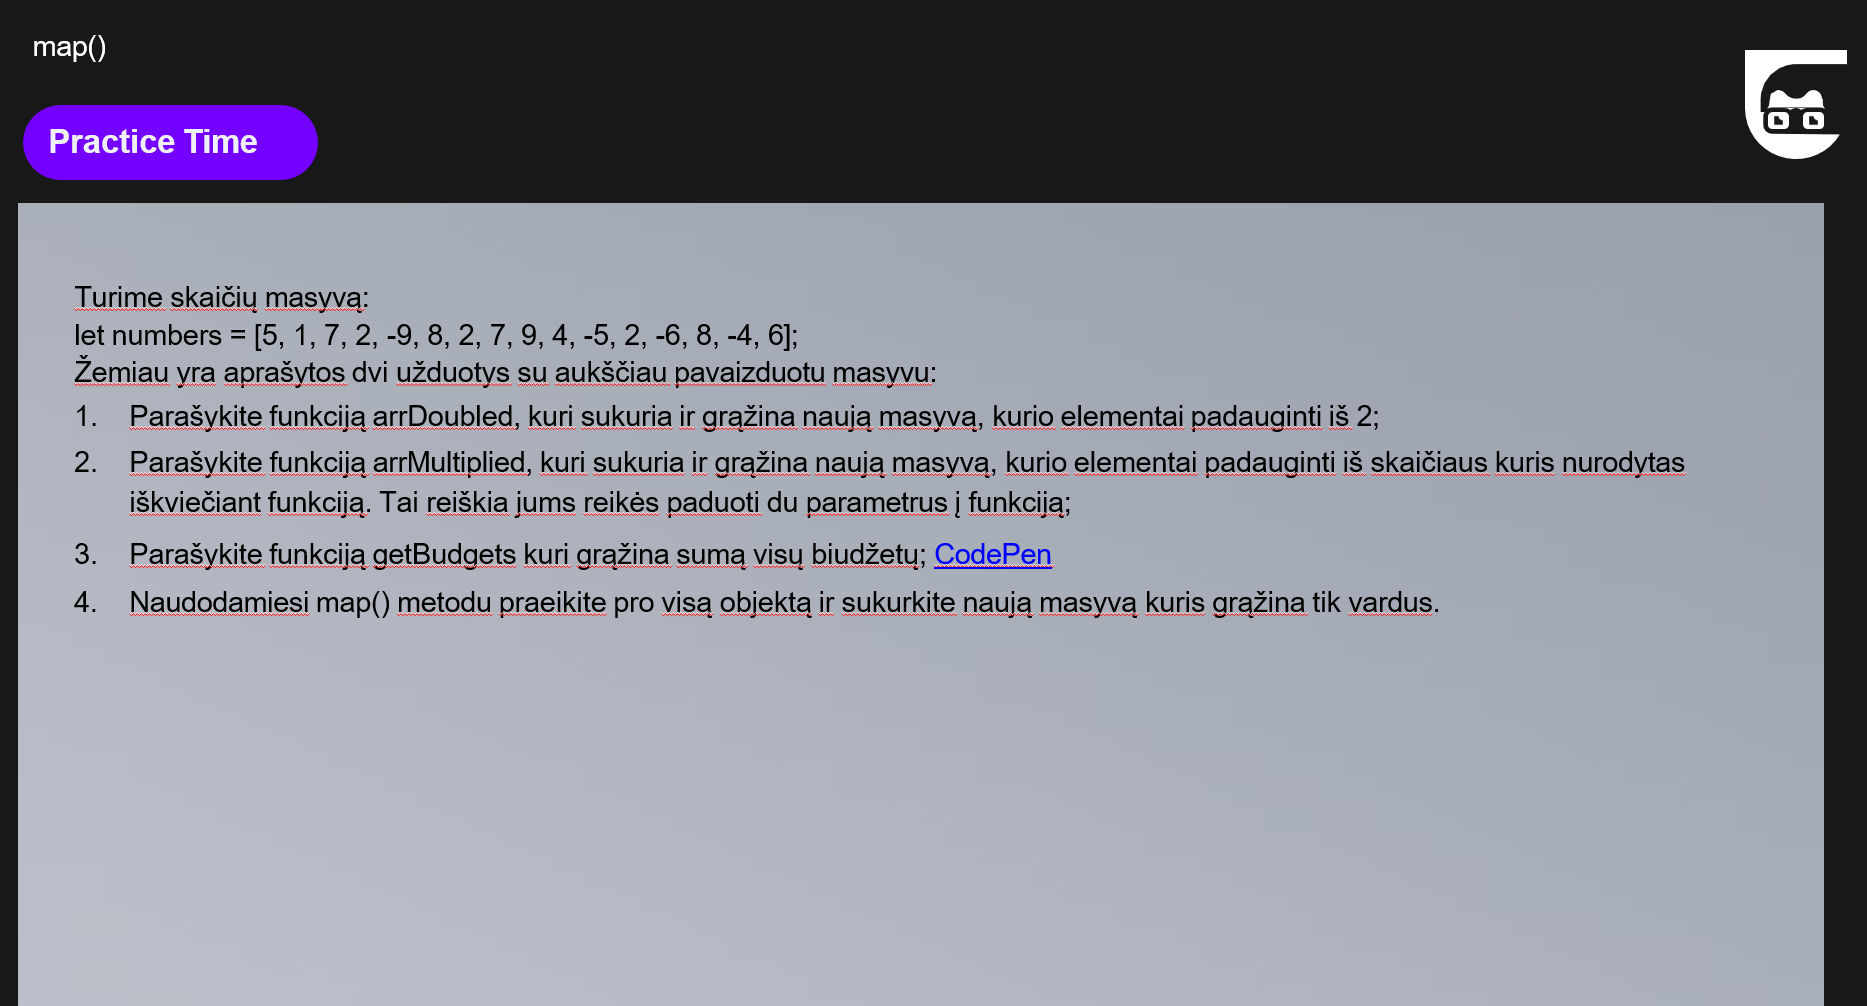 map()
Practice Time
Turime skaičių masyvą:
let numbers = [5, 1, 7, 2, -9, 8, 2, 7, 9, 4, -5, 2, -6, 8, -4, 6];
Žemiau yra aprašytos dvi užduotys su aukščiau pavaizduotu masyvu:
1. Parašykite funkciją arrDoubled, kuri sukuria ir grąžina naują masyvą, kurio elementai padauginti iš 2;
2. Parašykite funkciją arrMultiplied, kuri sukuria ir grąžina naują masyvą, kurio elementai padauginti iš skaičiaus kuris nurodytas
iškviečiant funkciją. Tai reiškia jums reikės paduoti du parametrus į funkciją;
3. Parašykite funkciją getBudgets kuri grąžina sumą visų biudžetų; CodePen
4. Naudodamiesi map() metodu praeikite pro visą objektą ir sukurkite naują masyvą kuris grąžina tik vardus.